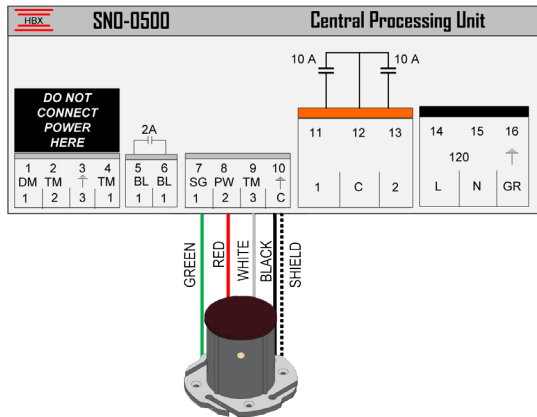 HBX SNO-0500 Central Processing Unit
10 A 10 A
DO NOT
CONNECT
POWER
HERE
2A
11 12 13 14 15 16
120
1 2 3 4 5 6 7 8 9 10
DM TM TM BL BL SG PW TM
1 2 3 1 1 1 1 2 3 C
1 C 2 L N GR
GREEN
RED
WHITE
BLACK
SHIELD